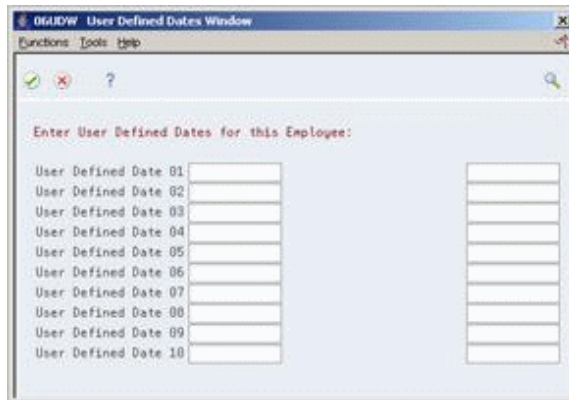 06UDW User Defined Dates Window
Functions Tools Help
?
Enter User Defined Dates for this Employee:
User Defined Date 01
User Defined Date 02
User Defined Date 03
User Defined Date 04
User Defined Date 05
User Defined Date 06
User Defined Date 07
User Defined Date 08
User Defined Date 09
User Defined Date 10